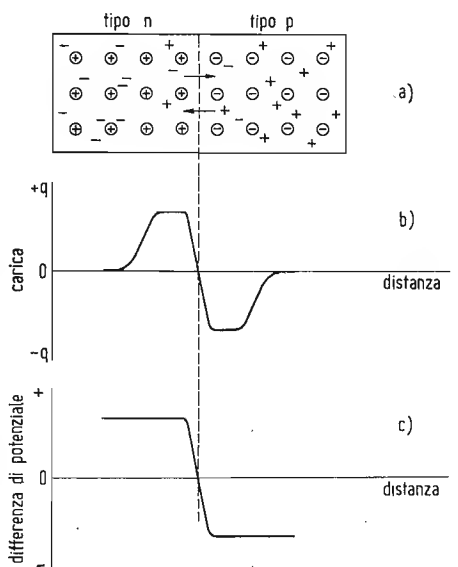 tipo n tipo p
a)
+q
b)
carica
0
distanza
-q
+
c)
differenza di potenziale
0
distanza
-